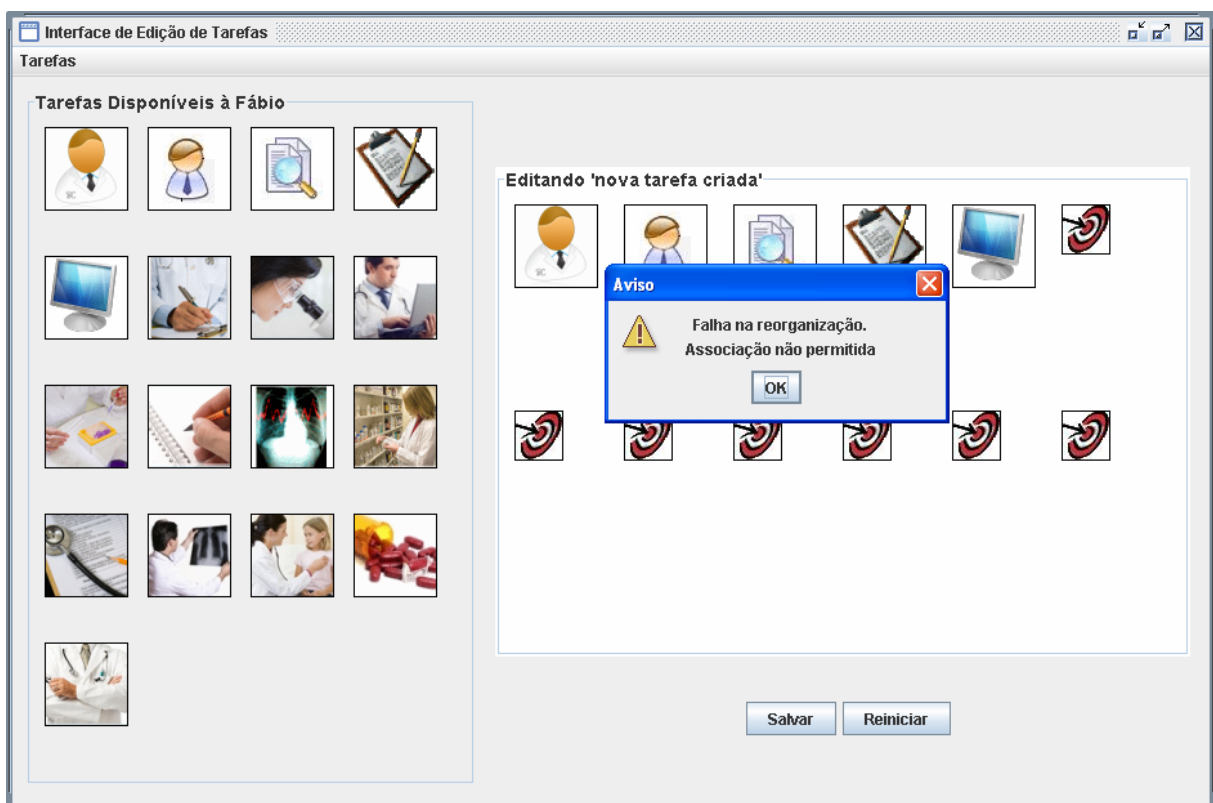 Interface de Edição de Tarefas
Tarefas
Tarefas Disponíveis à Fábio
Editando 'nova tarefa criada'
Aviso
Falha na reorganização.
Associação não permitida
OK
Salvar
Reiniciar